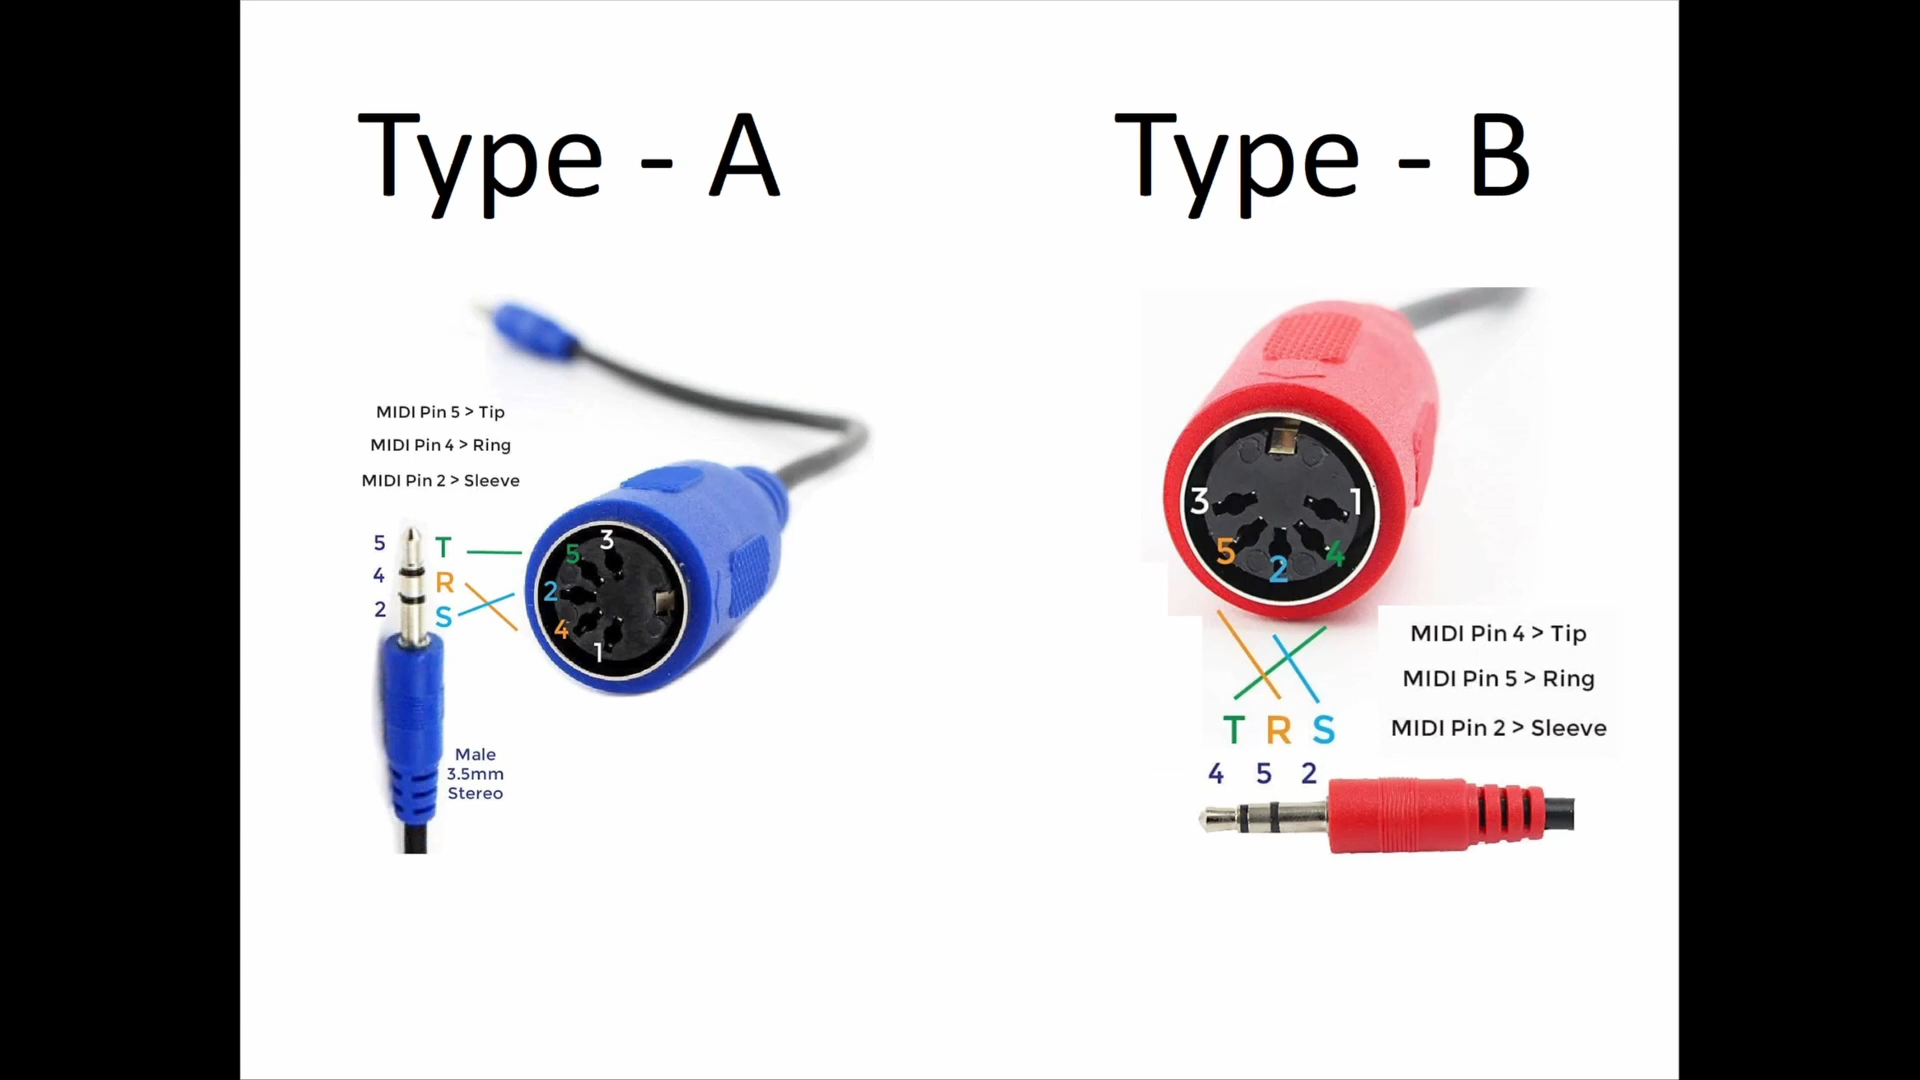 Type - A
MIDI Pin 5 > Tip
MIDI Pin 4 > Ring
MIDI Pin 2 > Sleeve
5 T
4 R
2 S
3
5
2
4
1
Male
3.5mm
Stereo
Type - B
3 1
5 2 4
MIDI Pin 4 > Tip
MIDI Pin 5 > Ring
MIDI Pin 2 > Sleeve
T R S
4 5 2